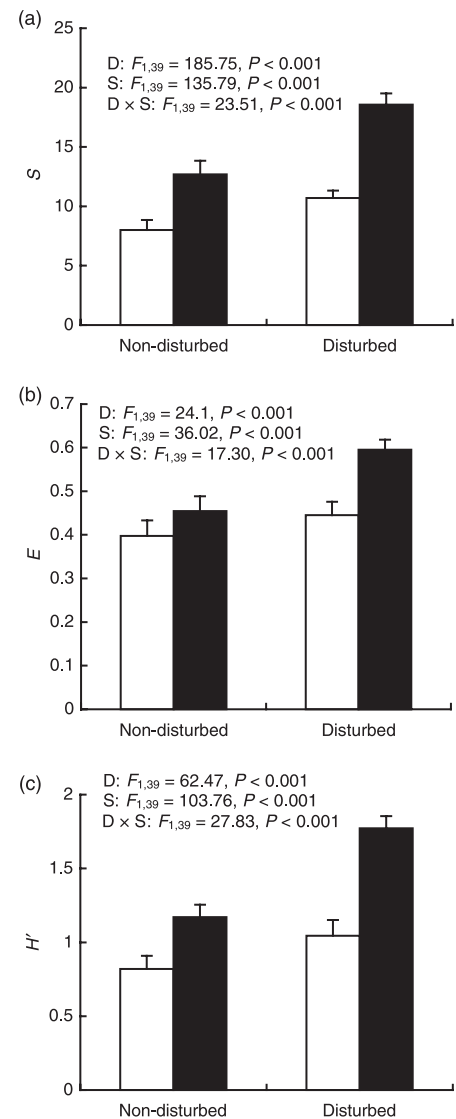 (a)
25
D: F1,39 = 185.75, P < 0.001
S: F1,39 = 135.79, P < 0.001
D × S: F1,39 = 23.51, P < 0.001
20
15
S
10
5
0
Non-disturbed Disturbed
(b)
0.7
D: F1,39 = 24.1, P < 0.001
S: F1,39 = 36.02, P < 0.001
D × S: F1,39 = 17.30, P < 0.001
0.6
0.5
0.4
E
0.3
0.2
0.1
0
Non-disturbed Disturbed
(c)
D: F1,39 = 62.47, P < 0.001
2
S: F1,39 = 103.76, P < 0.001
D × S: F1,39 = 27.83, P < 0.001
1.5
H′
1
0.5
0
Non-disturbed Disturbed